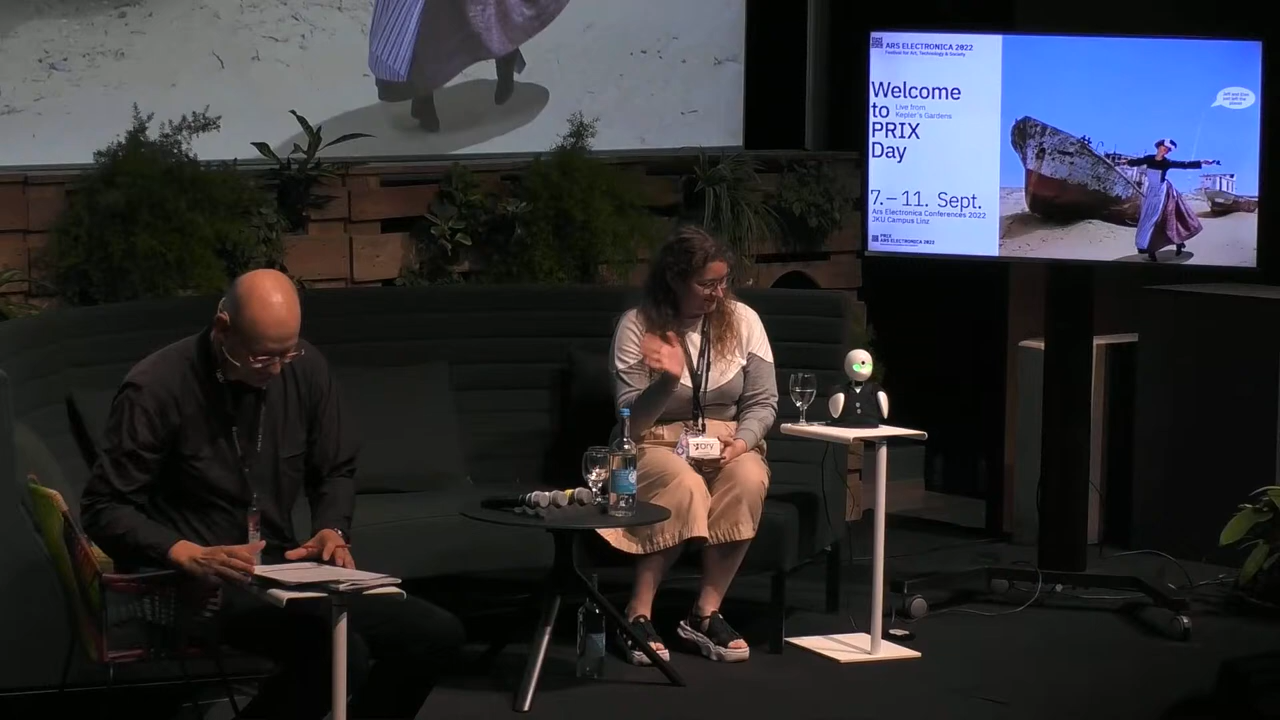 ARS ELECTRONICA 2022
Festival for Art, Technology & Society
Welcome
to
Live from
Kepler's Gardens
PRIX
Day
7. – 11. Sept.
Ars Electronica Conferences 2022
JKU Campus Linz
PRIX
ARS ELECTRONICA 2022